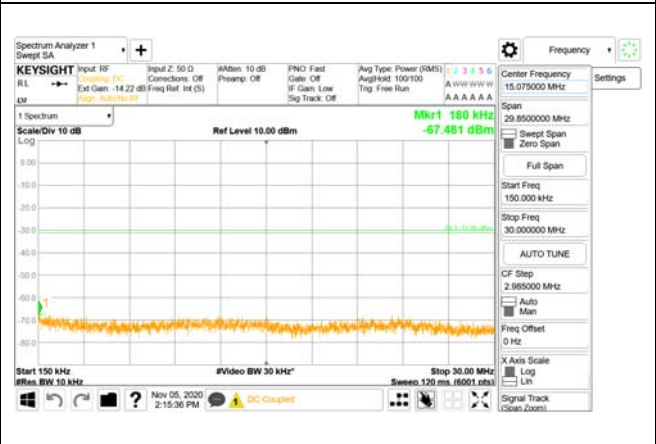 Spectrum Analyzer 1
Swept SA
+
Frequency
KEYSIGHT
RL
Input: RF
Coupling: DC
Ext Gain: -14.22 dB
Align: Auto/No RF
Input Z: 50 Ω
Corrections: Off
Freq Ref: Int (S)
#Atten: 10 dB
Preamp: Off
PNO: Fast
Gate: Off
IF Gain: Low
Sig Track: Off
Avg Type: Power (RMS)
Avg|Hold: 100/100
Trig: Free Run
1 2 3 4 5 6
A W W W W W
A A A A A A
1 Spectrum
Scale/Div 10 dB
Log
Ref Level 10.00 dBm
Mkr1 180 kHz
-67.481 dBm
0.00
-10.0
-20.0
-30.0
-40.0
-50.0
-60.0
-70.0
-80.0
1
Start 150 kHz
#Res BW 10 kHz
#Video BW 30 kHz*
Stop 30.00 MHz
Sweep 120 ms (6001 pts)
Nov 05, 2020
2:15:36 PM
1
DC Coupled
Center Frequency
15.075000 MHz
Settings
Span
29.8500000 MHz
Swept Span
Zero Span
Full Span
Start Freq
150.000 kHz
Stop Freq
30.000000 MHz
AUTO TUNE
CF Step
2.985000 MHz
Auto
Man
Freq Offset
0 Hz
X Axis Scale
Log
Lin
Signal Track
(Span Zoom)